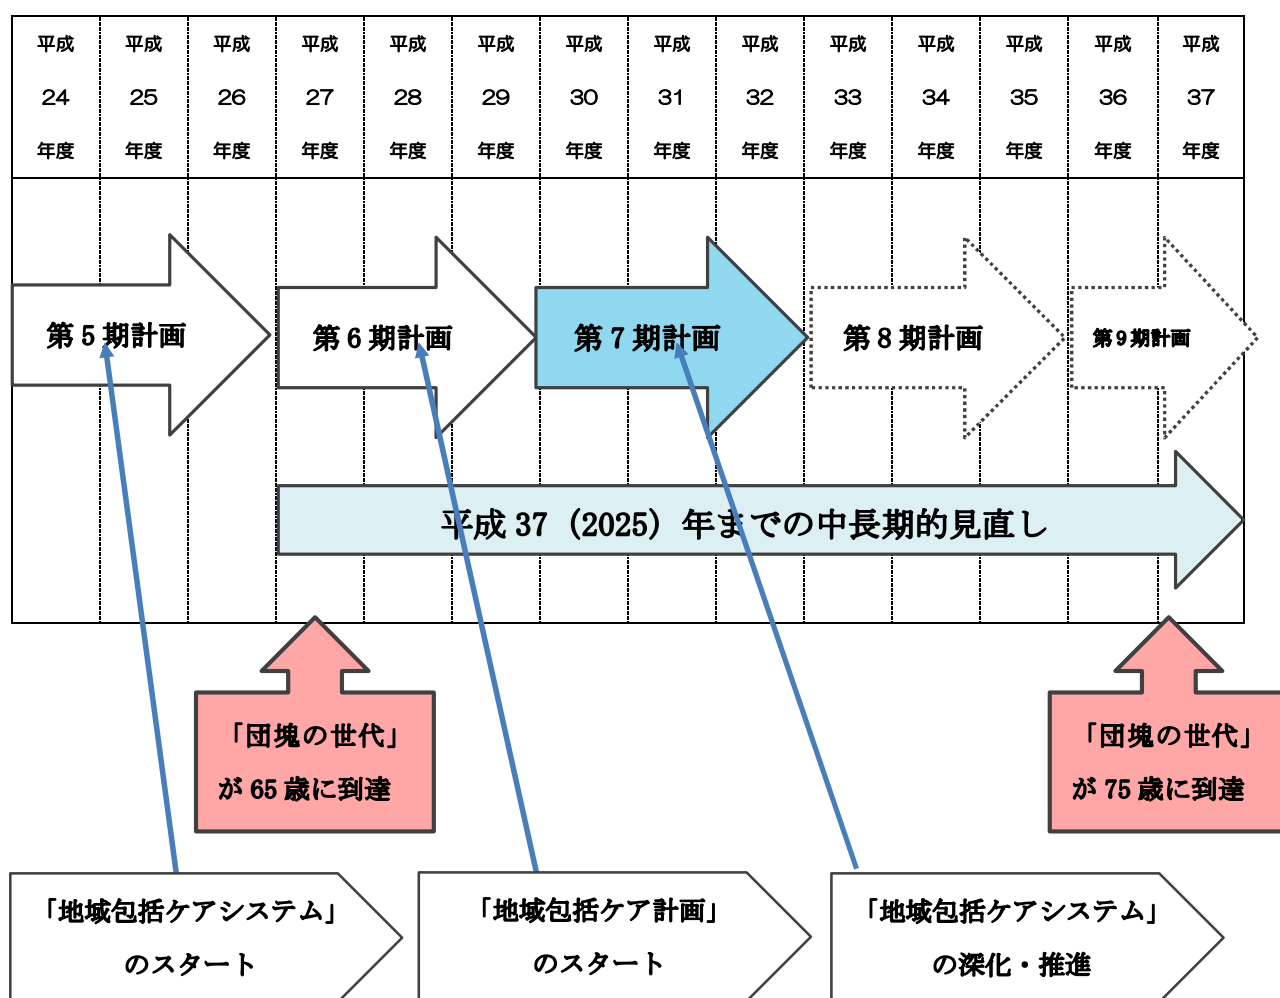 平成 平成 平成 平成 平成 平成 平成 平成 平成 平成 平成 平成 平成 平成
24 25 26 27 28 29 30 31 32 33 34 35 36 37
年度 年度 年度 年度 年度 年度 年度 年度 年度 年度 年度 年度 年度 年度
第5期計画 第6期計画 第7期計画 第8期計画 第9期計画
平成 37（2025）年までの中長期的見直し
「団塊の世代」
が 65 歳に到達
「団塊の世代」
が 75 歳に到達
「地域包括ケアシステム」
のスタート
「地域包括ケア計画」
のスタート
「地域包括ケアシステム」
の深化・推進